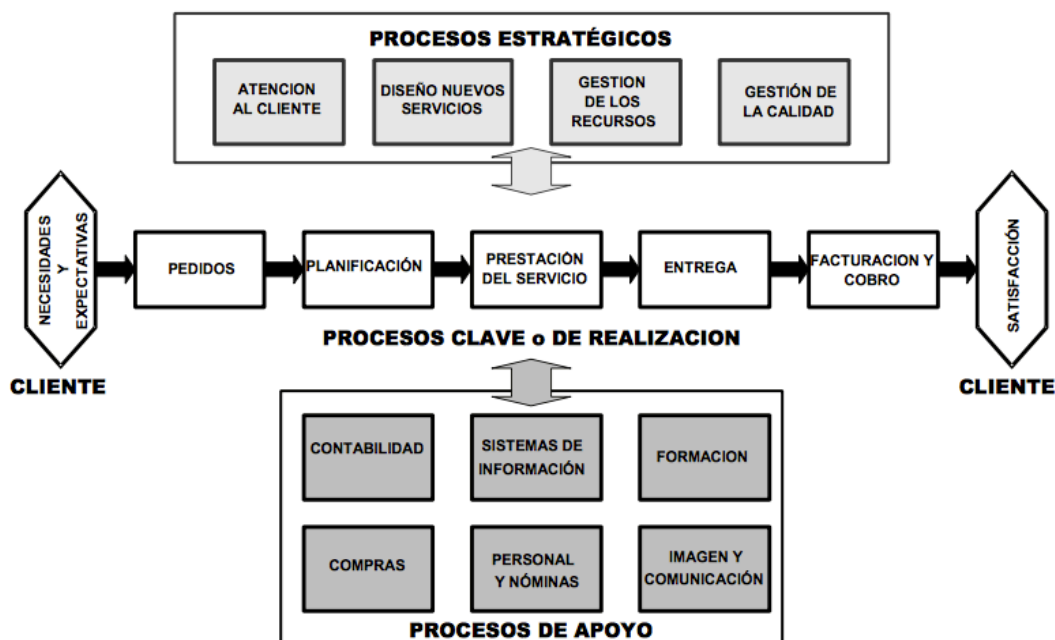 PROCESOS ESTRATÉGICOS
ATENCION
AL CLIENTE
DISEÑO NUEVOS
SERVICIOS
GESTION
DE LOS
RECURSOS
GESTIÓN DE
LA CALIDAD
NECESIDADES
Y
EXPECTATIVAS
CLIENTE
PEDIDOS
PLANIFICACIÓN
PRESTACIÓN
DEL SERVICIO
ENTREGA
FACTURACION Y
COBRO
SATISFACCIÓN
CLIENTE
PROCESOS CLAVE o DE REALIZACION
CONTABILIDAD
SISTEMAS DE
INFORMACIÓN
FORMACION
COMPRAS
PERSONAL
Y NÓMINAS
IMAGEN Y
COMUNICACIÓN
PROCESOS DE APOYO